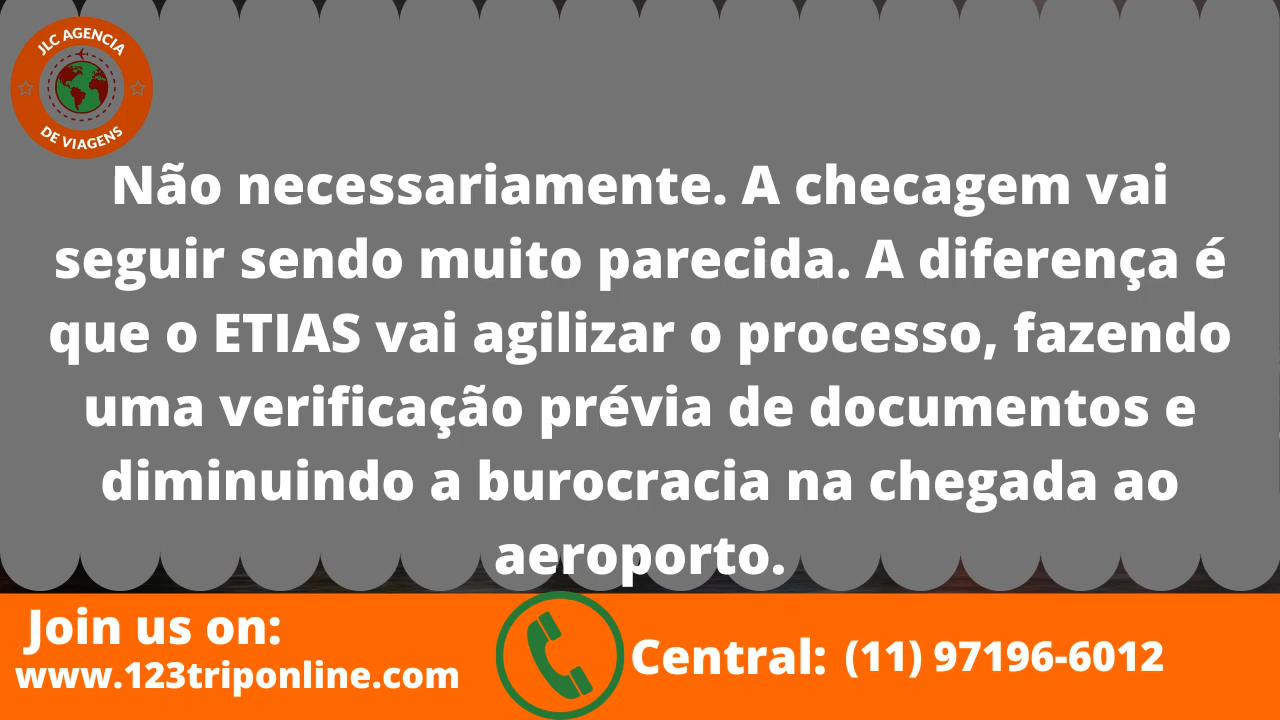 JLC AGENCIA
DE VIAGENS
Não necessariamente. A checagem vai
seguir sendo muito parecida. A diferença é
que o ETIAS vai agilizar o processo, fazendo
uma verificação prévia de documentos e
diminuindo a burocracia na chegada ao
aeroporto.
Join us on:
www.123triponline.com
Central: (11) 97196-6012